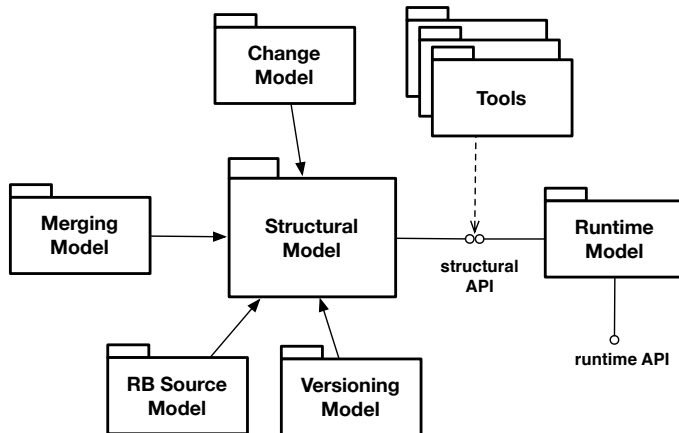 Change
Model
Tools
Merging
Model
Structural
Model
Runtime
Model
structural
API
runtime API
RB Source
Model
Versioning
Model